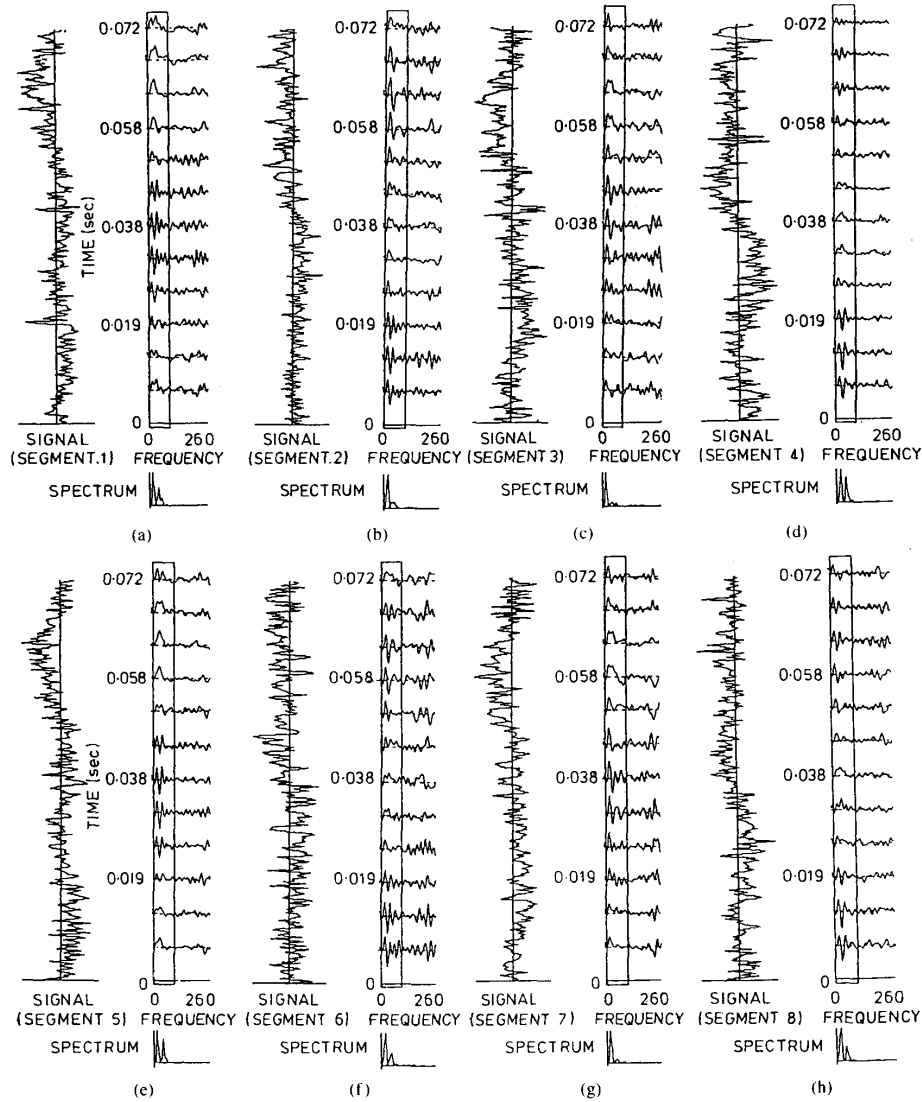 0.072
0.058
0.038
0.019
0
TIME (sec)
0 260
SIGNAL
(SEGMENT.1) FREQUENCY
SPECTRUM
(a)
0.072
0.058
0.038
0.019
0
0 260
SIGNAL
(SEGMENT.2) FREQUENCY
SPECTRUM
(b)
0.072
0.058
0.038
0.019
0
0 260
SIGNAL
(SEGMENT 3) FREQUENCY
SPECTRUM
(c)
0.072
0.058
0.038
0.019
0
0 260
SIGNAL
(SEGMENT 4) FREQUENCY
SPECTRUM
(d)
0.072
0.058
0.038
0.019
0
TIME (sec)
0 260
SIGNAL
(SEGMENT 5) FREQUENCY
SPECTRUM
(e)
0.072
0.058
0.038
0.019
0
0 260
SIGNAL
(SEGMENT 6) FREQUENCY
SPECTRUM
(f)
0.072
0.058
0.038
0.019
0
0 260
SIGNAL
(SEGMENT 7) FREQUENCY
SPECTRUM
(g)
0.072
0.058
0.038
0.019
0
0 260
SIGNAL
(SEGMENT 8) FREQUENCY
SPECTRUM
(h)